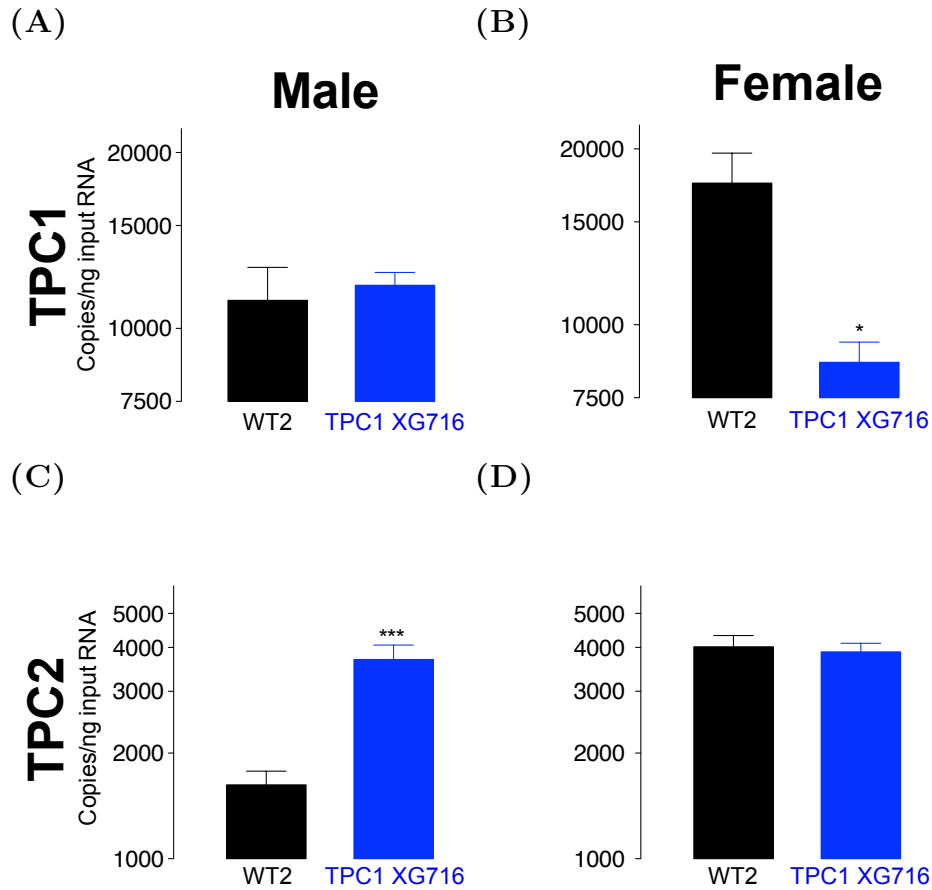 (A)
(B)
Male
Female
TPC1
Copies/ng input RNA
20000
15000
10000
7500
WT2
TPC1 XG716
20000
15000
10000
7500
*
WT2
TPC1 XG716
(C)
(D)
TPC2
Copies/ng input RNA
5000
4000
3000
2000
1000
***
WT2
TPC1 XG716
5000
4000
3000
2000
1000
WT2
TPC1 XG716